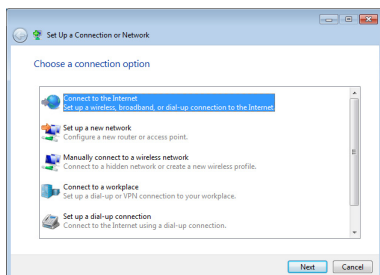 Set Up a Connection or Network
Choose a connection option
Connect to the Internet
Set up a wireless, broadband, or dial-up connection to the Internet.
Set up a new network
Configure a new router or access point.
Manually connect to a wireless network
Connect to a hidden network or create a new wireless profile.
Connect to a workplace
Set up a dial-up or VPN connection to your workplace.
Set up a dial-up connection
Connect to the Internet using a dial-up connection.
Next
Cancel